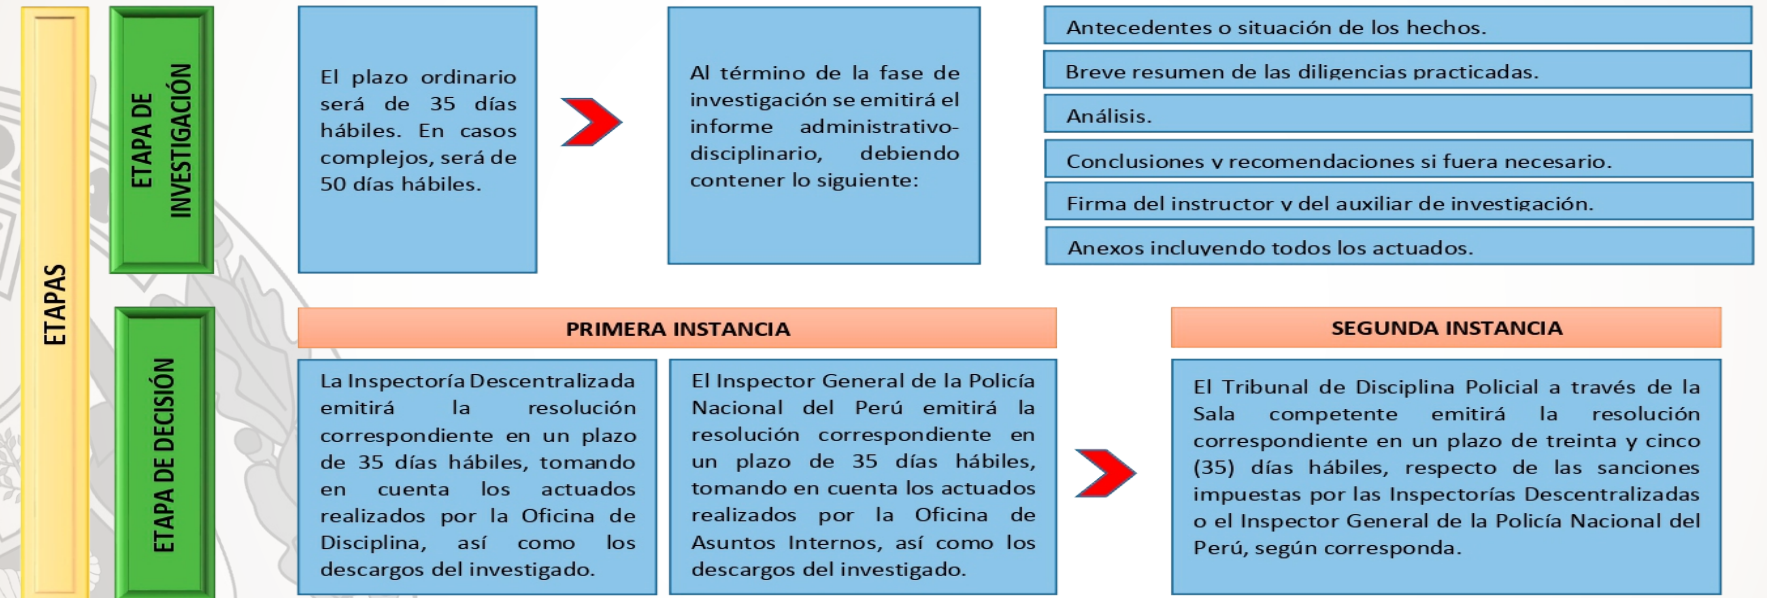 ETAPAS
ETAPA DE
INVESTIGACIÓN
El plazo ordinario
será de 35 días
hábiles. En casos
complejos, será de
50 días hábiles.
Al término de la fase de
investigación se emitirá el
informe administrativo-
disciplinario, debiendo
contener lo siguiente:
Antecedentes o situación de los hechos.
Breve resumen de las diligencias practicadas.
Análisis.
Conclusiones y recomendaciones si fuera necesario.
Firma del instructor y del auxiliar de investigación.
Anexos incluyendo todos los actuados.
ETAPA DE DECISIÓN
PRIMERA INSTANCIA
La Inspectoría Descentralizada
emitirá la resolución
correspondiente en un plazo
de 35 días hábiles, tomando
en cuenta los actuados
realizados por la Oficina de
Disciplina, así como los
descargos del investigado.
El Inspector General de la Policía
Nacional del Perú emitirá la
resolución correspondiente en
un plazo de 35 días hábiles,
tomando en cuenta los actuados
realizados por la Oficina de
Asuntos Internos, así como los
descargos del investigado.
SEGUNDA INSTANCIA
El Tribunal de Disciplina Policial a través de la
Sala competente emitirá la resolución
correspondiente en un plazo de treinta y cinco
(35) días hábiles, respecto de las sanciones
impuestas por las Inspectorías Descentralizadas
o el Inspector General de la Policía Nacional del
Perú, según corresponda.